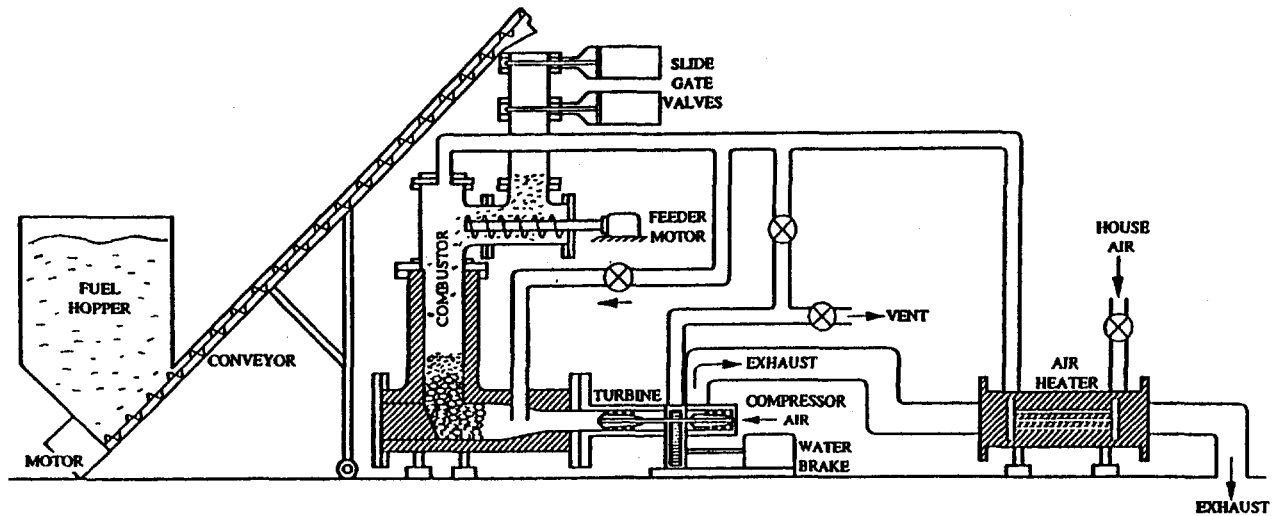 SLIDE
GATE
VALVES
FEEDER
MOTOR
HOUSE
AIR
FUEL
HOPPER
COMBUSTOR
CONVEYOR
VENT
EXHAUST
AIR
HEATER
TURBINE
COMPRESSOR
AIR
WATER
BRAKE
MOTOR
EXHAUST